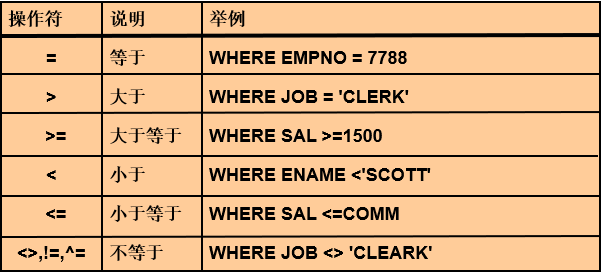 操作符 说明 举例
= 等于 WHERE EMPNO = 7788
> 大于 WHERE JOB = 'CLERK'
>= 大于等于 WHERE SAL >=1500
< 小于 WHERE ENAME <'SCOTT'
<= 小于等于 WHERE SAL <=COMM
<>,!=,^= 不等于 WHERE JOB <> 'CLEARK'